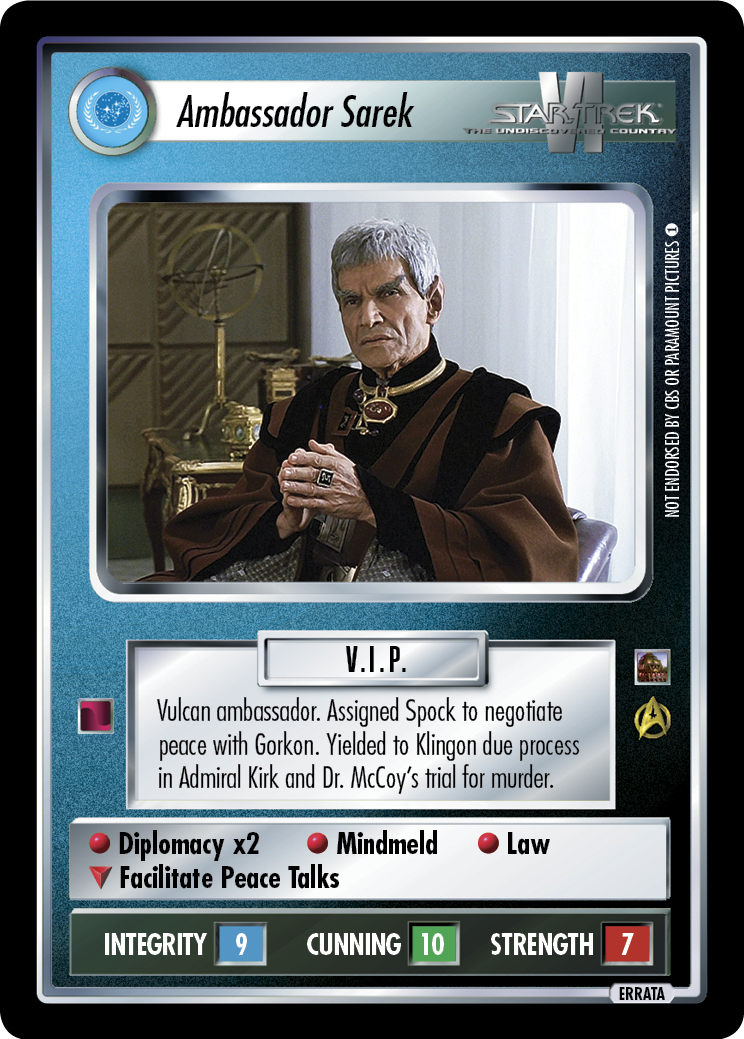 Ambassador Sarek
VI
STAR TREK
THE UNDISCOVERED COUNTRY
NOT ENDORSED BY CBS OR PARAMOUNT PICTURES 1
V.I.P.
Vulcan ambassador. Assigned Spock to negotiate
peace with Gorkon. Yielded to Klingon due process
in Admiral Kirk and Dr. McCoy's trial for murder.
Diplomacy x2 Mindmeld Law
Facilitate Peace Talks
INTEGRITY 9 CUNNING 10 STRENGTH 7
ERRATA